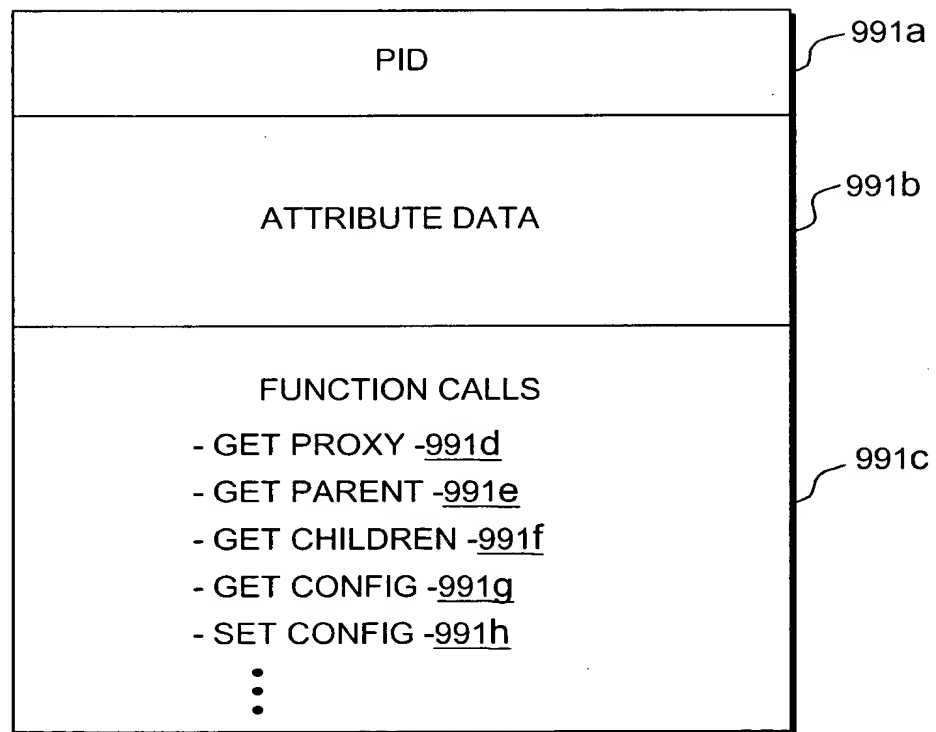 PID
991a
ATTRIBUTE DATA
991b
FUNCTION CALLS
- GET PROXY -991d
- GET PARENT -991e
- GET CHILDREN -991f
- GET CONFIG -991g
- SET CONFIG -991h
991c